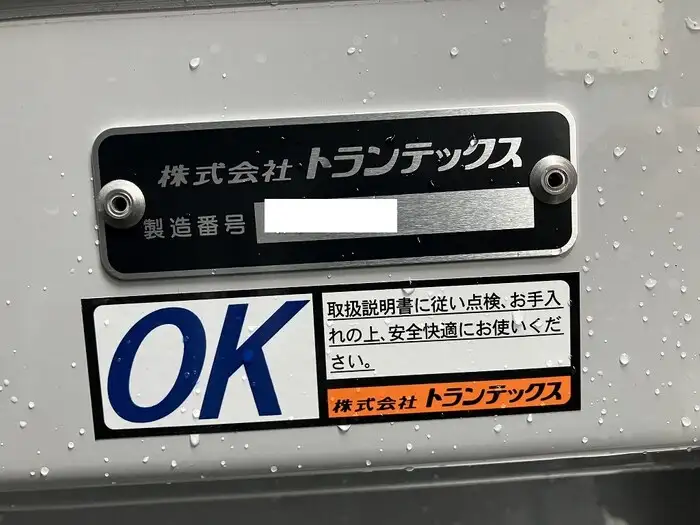 株式会社 トランテックス
製造番号
OK
取扱説明書に従い点検、お手入
れの上、安全快適にお使いくだ
さい。
株式会社 トランテックス